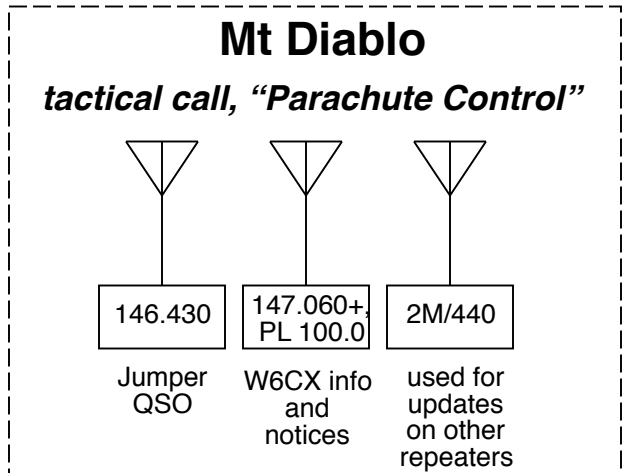 Mt Diablo
tactical call, “Parachute Control”
146.430
147.060+,
PL 100.0
2M/440
Jumper
QSO
W6CX info
and
notices
used for
updates
on other
repeaters